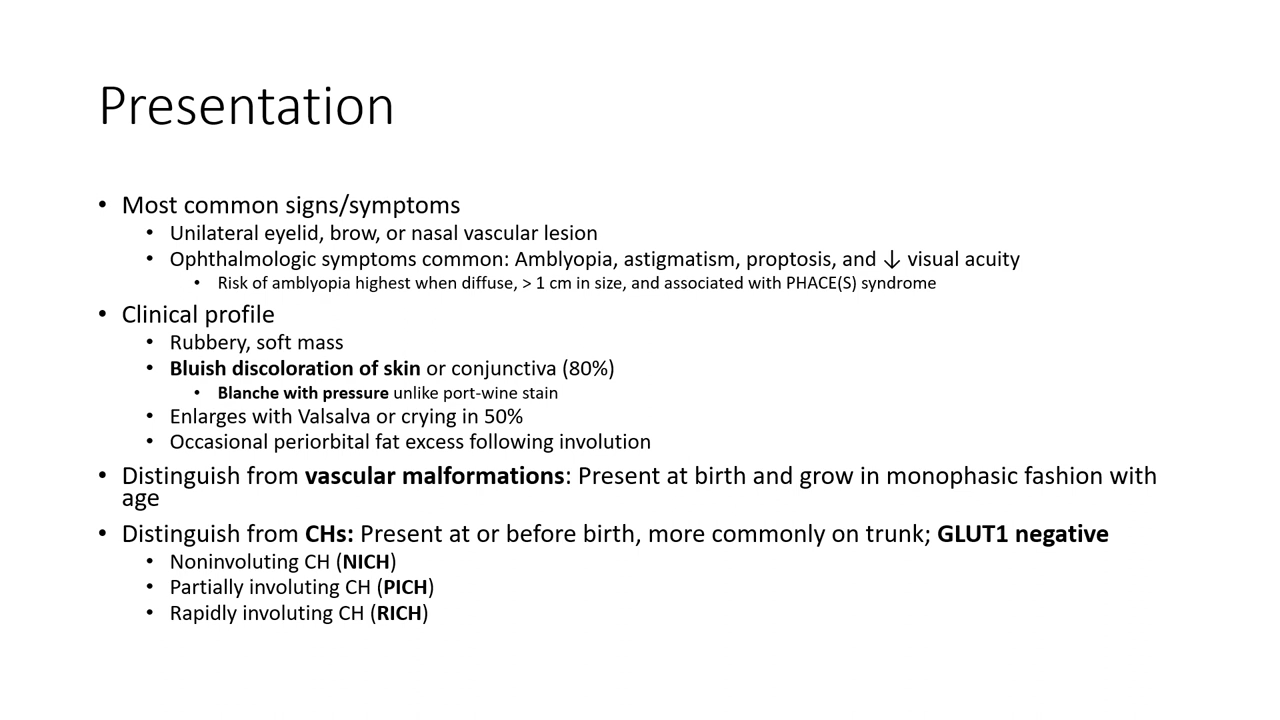 Presentation
• Most common signs/symptoms
• Unilateral eyelid, brow, or nasal vascular lesion
• Ophthalmologic symptoms common: Amblyopia, astigmatism, proptosis, and ↓ visual acuity
• Risk of amblyopia highest when diffuse, > 1 cm in size, and associated with PHACE(S) syndrome
• Clinical profile
• Rubbery, soft mass
• Bluish discoloration of skin or conjunctiva (80%)
• Blanche with pressure unlike port-wine stain
• Enlarges with Valsalva or crying in 50%
• Occasional periorbital fat excess following involution
• Distinguish from vascular malformations: Present at birth and grow in monophasic fashion with
age
• Distinguish from CHs: Present at or before birth, more commonly on trunk; GLUT1 negative
• Noninvoluting CH (NICH)
• Partially involuting CH (PICH)
• Rapidly involuting CH (RICH)